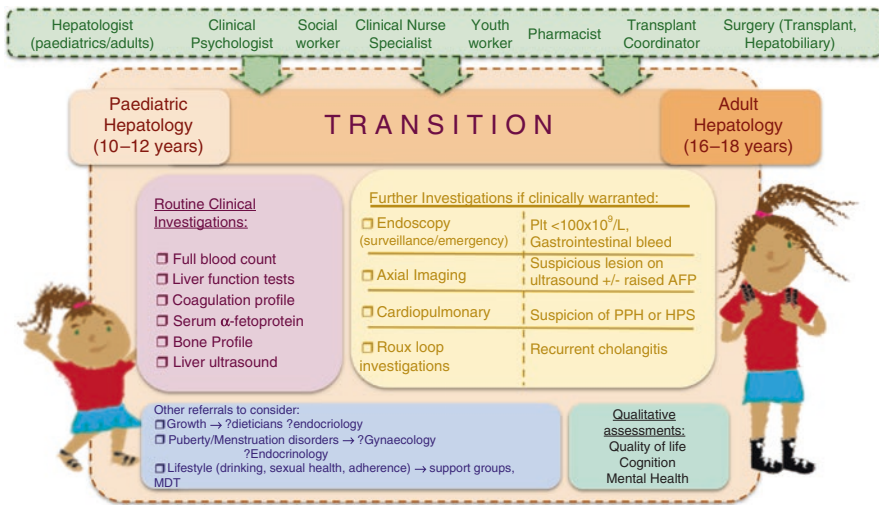 Hepatologist
(paediatrics/adults)
Clinical
Psychologist
Social
worker
Clinical Nurse
Specialist
Youth
worker
Pharmacist
Transplant
Coordinator
Surgery (Transplant,
Hepatobiliary)
Paediatric
Hepatology
(10–12 years)
TRANSITION
Adult
Hepatology
(16–18 years)
Routine Clinical
Investigations:
❒ Full blood count
❒ Liver function tests
❒ Coagulation profile
❒ Serum α-fetoprotein
❒ Bone Profile
❒ Liver ultrasound
Further Investigations if clinically warranted:
❒ Endoscopy
(surveillance/emergency)
Plt <100x10⁹/L,
Gastrointestinal bleed
❒ Axial Imaging
Suspicious lesion on
ultrasound +/- raised AFP
❒ Cardiopulmonary
Suspicion of PPH or HPS
❒ Roux loop
investigations
Recurrent cholangitis
Other referrals to consider:
❒ Growth → ?dieticians ?endocriology
❒ Puberty/Menstruation disorders → ?Gynaecology
?Endocrinology
❒ Lifestyle (drinking, sexual health, adherence) → support groups,
MDT
Qualitative
assessments:
Quality of life
Cognition
Mental Health